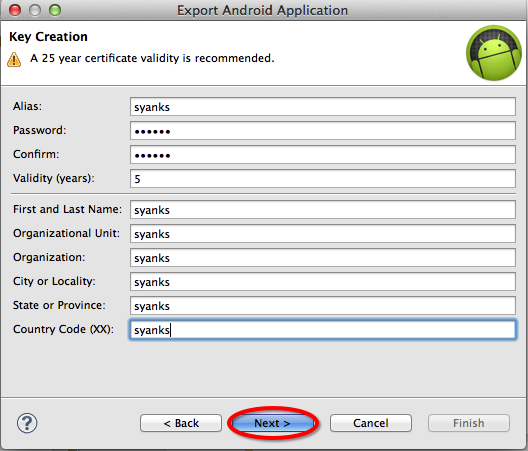 Export Android Application
Key Creation
A 25 year certificate validity is recommended.
Alias: syanks
Password: ••••••
Confirm: ••••••
Validity (years): 5
First and Last Name: syanks
Organizational Unit: syanks
Organization: syanks
City or Locality: syanks
State or Province: syanks
Country Code (XX): syanks
? < Back Next > Cancel Finish